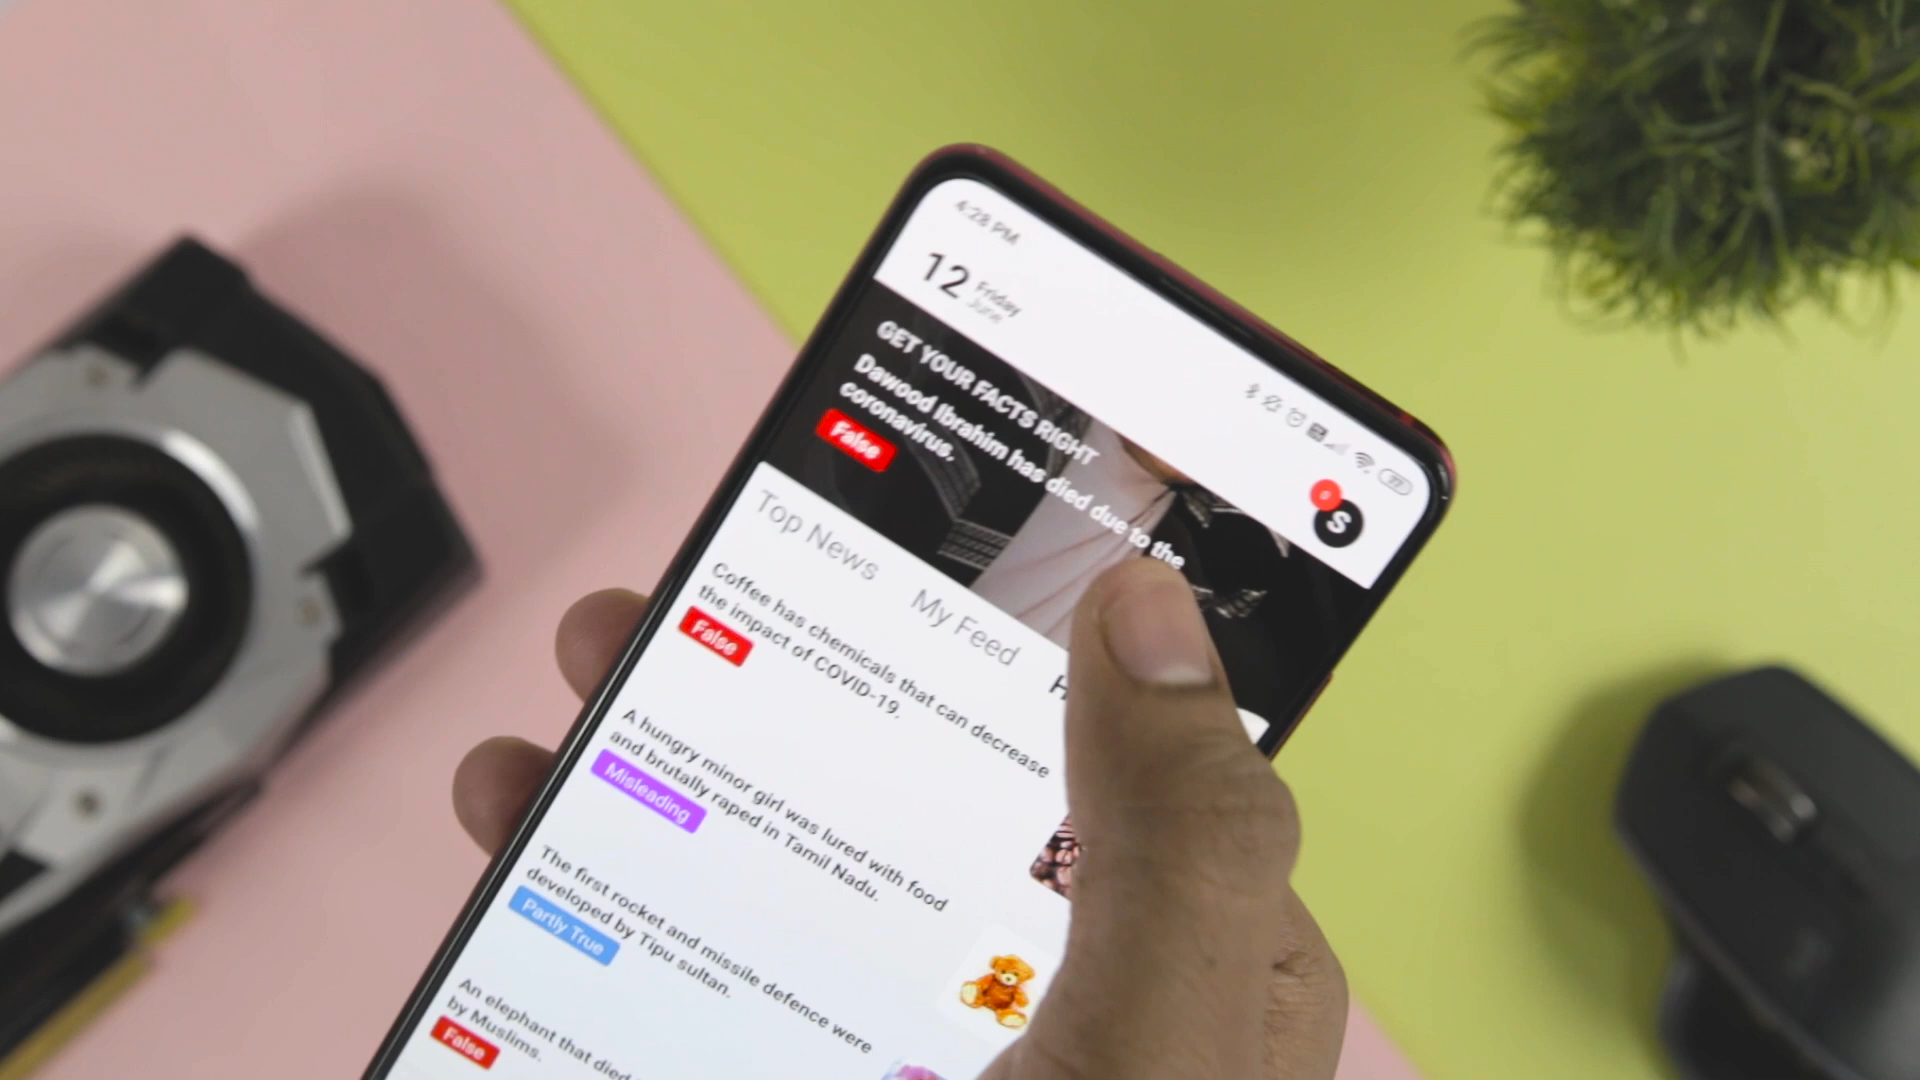 4:28 PM
12 Friday
June
77
0
S
GET YOUR FACTS RIGHT
Dawood Ibrahim has died due to the
coronavirus.
False
Top News
My Feed
Coffee has chemicals that can decrease
the impact of COVID-19.
False
A hungry minor girl was lured with food
and brutally raped in Tamil Nadu.
Misleading
The first rocket and missile defence were
developed by Tipu sultan.
Partly True
An elephant that died
by Muslims.
False